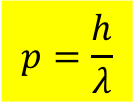 p = h/λ